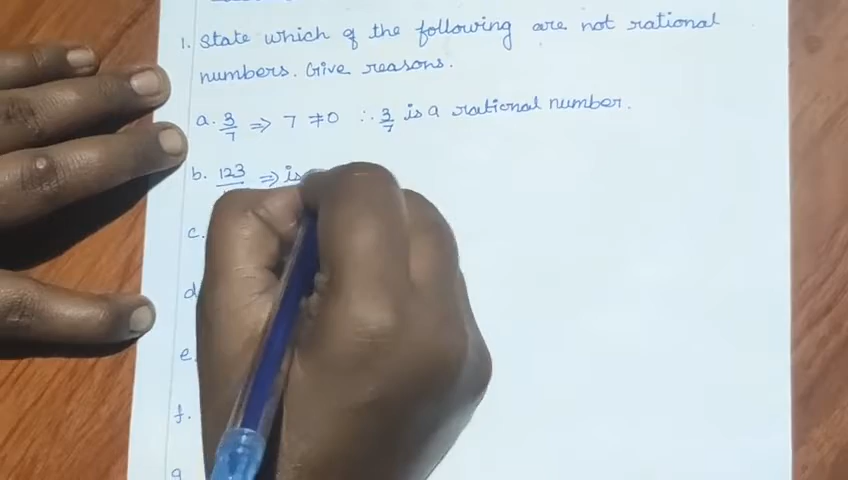 1. State which of the following are not rational
numbers. Give reasons.
a. 3/7 ⇒ 7 ≠ 0 ∴ 3/7 is a rational number.
b. 123 ⇒ is
c.
d
e.
f.
g